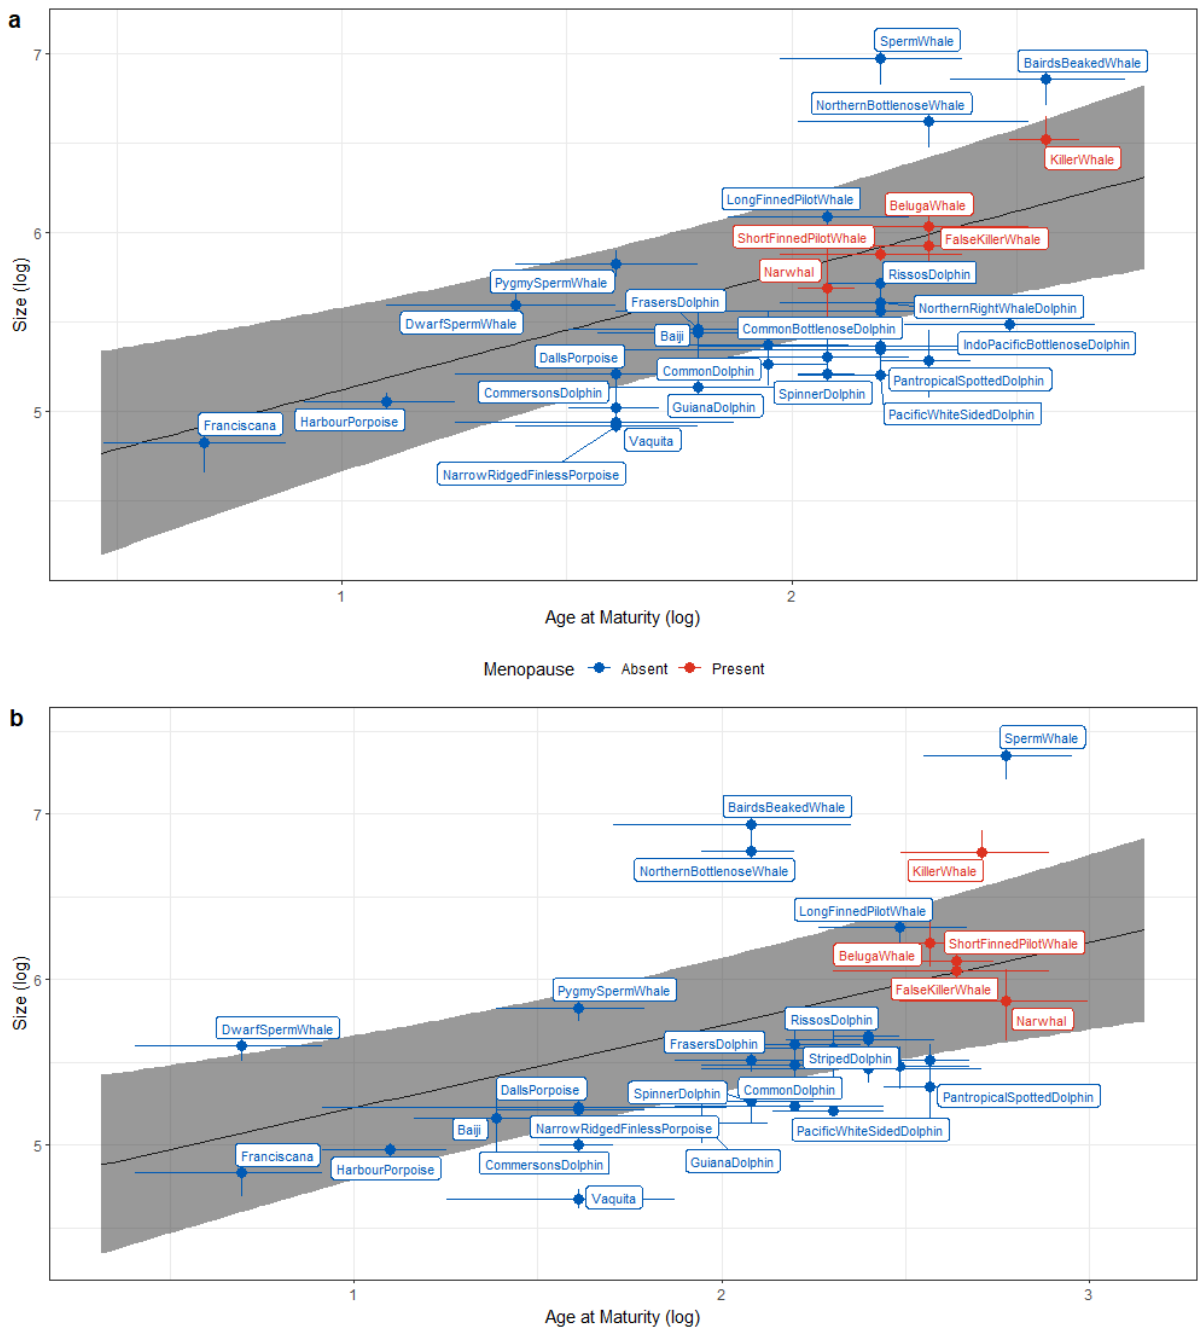 a
SpermWhale
7
BairdsBeakedWhale
NorthernBottlenoseWhale
KillerWhale
LongFinnedPilotWhale
BelugaWhale
6
ShortFinnedPilotWhale
FalseKillerWhale
Narwhal
RissosDolphin
PygmySpermWhale
FrasersDolphin
NorthernRightWhaleDolphin
DwarfSpermWhale
Baiji
CommonBottlenoseDolphin
IndoPacificBottlenoseDolphin
DallsPorpoise
CommonDolphin
PantropicalSpottedDolphin
CommersonsDolphin
SpinnerDolphin
5
GuianaDolphin
PacificWhiteSidedDolphin
Franciscana
HarbourPorpoise
Vaquita
NarrowRidgedFinlessPorpoise
Size (log)
1
2
Age at Maturity (log)
Menopause Absent Present
b
SpermWhale
BairdsBeakedWhale
7
NorthernBottlenoseWhale
KillerWhale
LongFinnedPilotWhale
ShortFinnedPilotWhale
BelugaWhale
6
FalseKillerWhale
PygmySpermWhale
Narwhal
DwarfSpermWhale
RissosDolphin
FrasersDolphin
StripedDolphin
DallsPorpoise
SpinnerDolphin
CommonDolphin
PantropicalSpottedDolphin
Baiji
NarrowRidgedFinlessPorpoise
PacificWhiteSidedDolphin
5
Franciscana
HarbourPorpoise
CommersonsDolphin
GuianaDolphin
Vaquita
Size (log)
1
2
3
Age at Maturity (log)